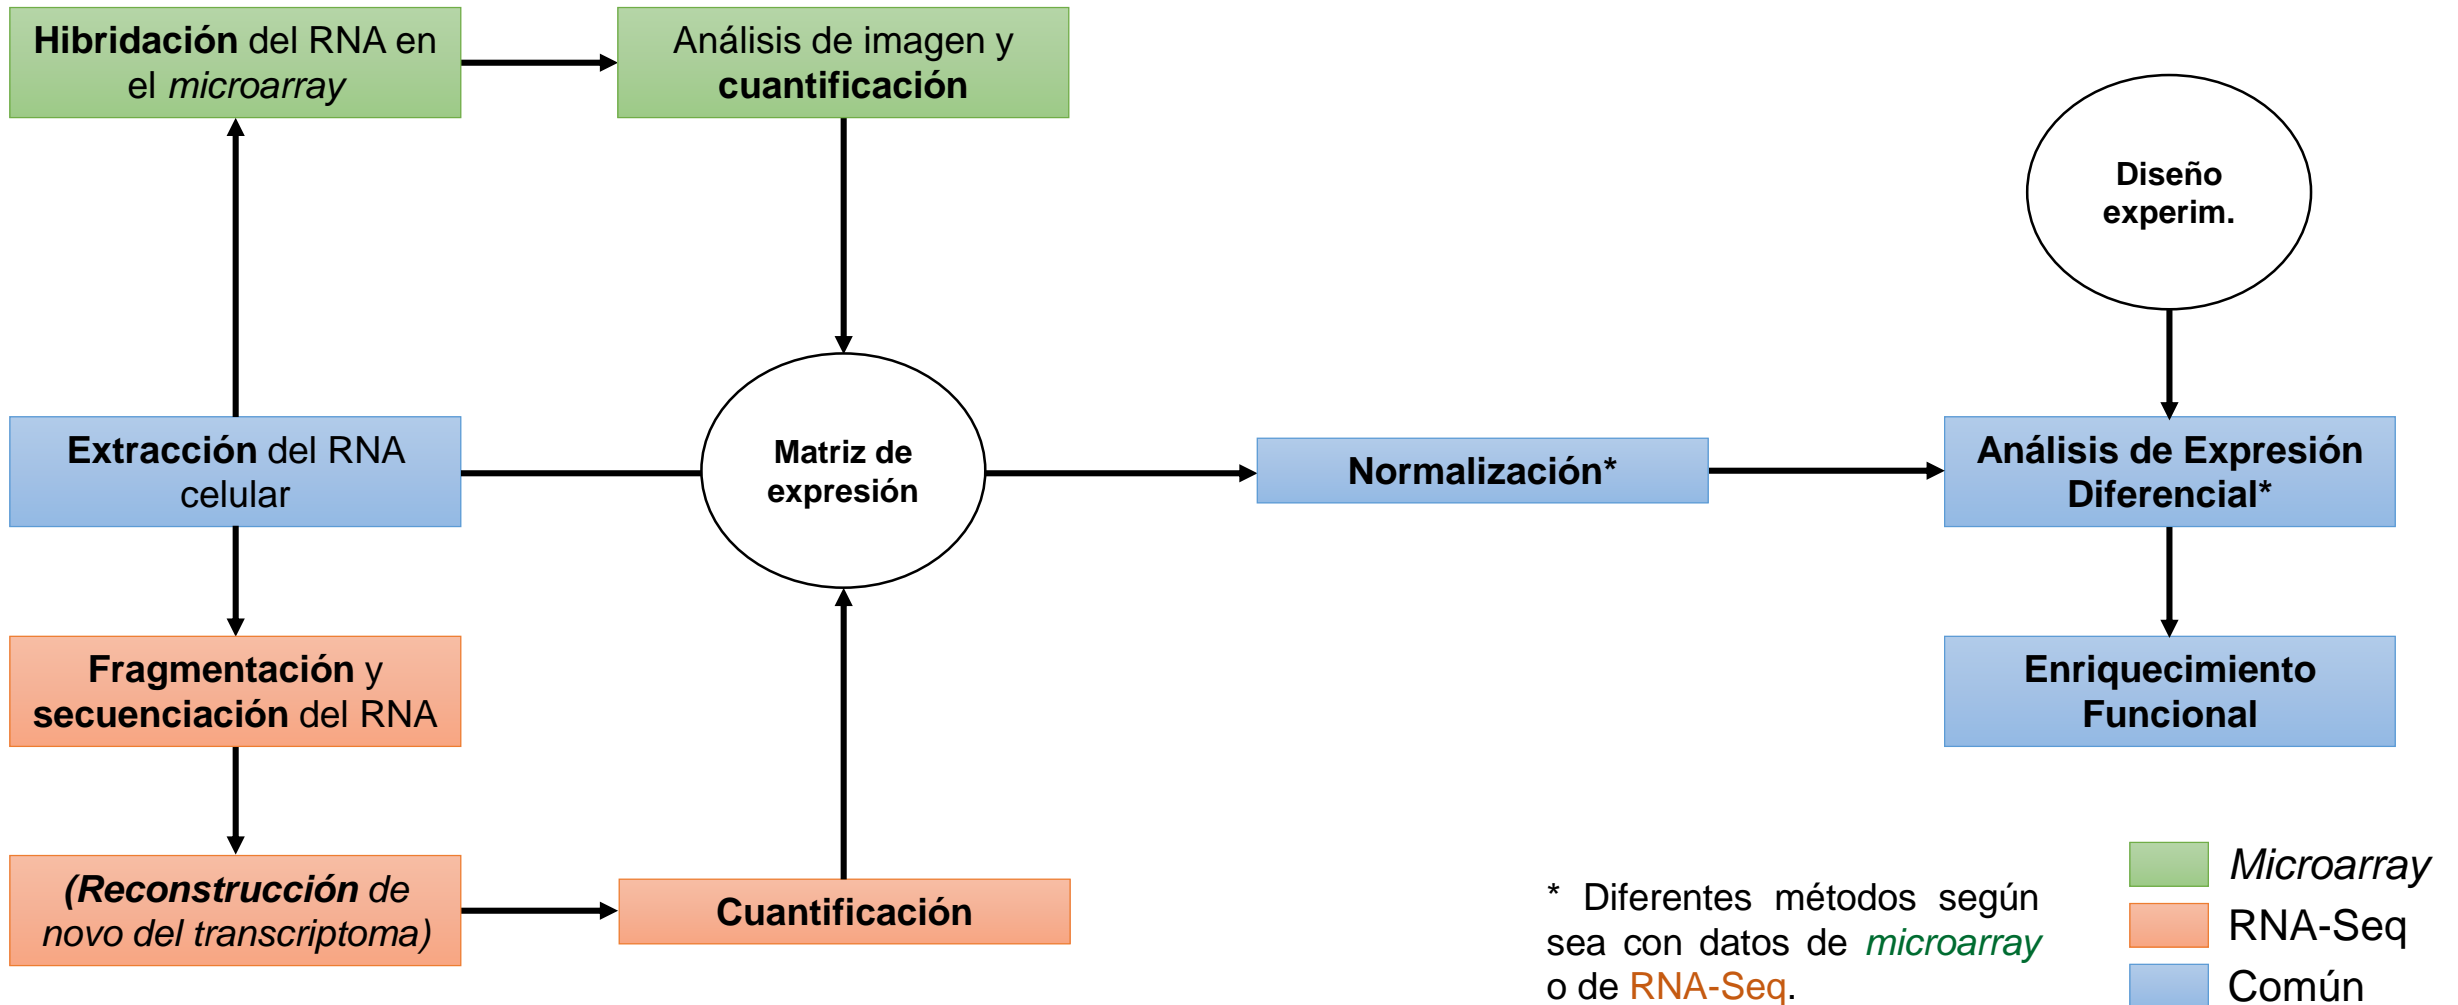 Hibridación del RNA en
el microarray
Análisis de imagen y
cuantificación
Diseño
experim.
Extracción del RNA
celular
Matriz de
expresión
Normalización*
Análisis de Expresión
Diferencial*
Fragmentación y
secuenciación del RNA
Enriquecimiento
Funcional
(Reconstrucción de
novo del transcriptoma)
Cuantificación
* Diferentes métodos según
sea con datos de microarray
o de RNA-Seq.
Microarray
RNA-Seq
Común